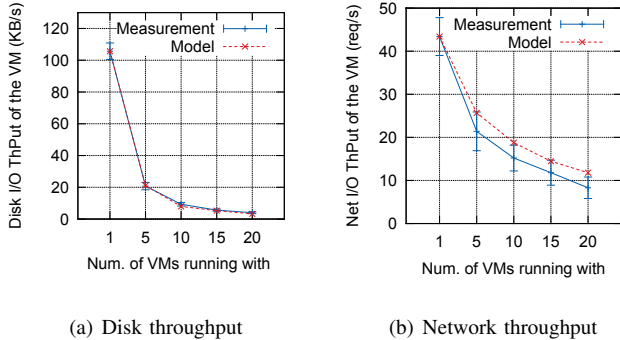 Disk I/O ThPut of the VM (KB/s)
120
100
80
60
40
20
0
Measurement
Model
1 5 10 15 20
Num. of VMs running with
(a) Disk throughput
Net I/O ThPut of the VM (req/s)
50
40
30
20
10
0
Measurement
Model
1 5 10 15 20
Num. of VMs running with
(b) Network throughput